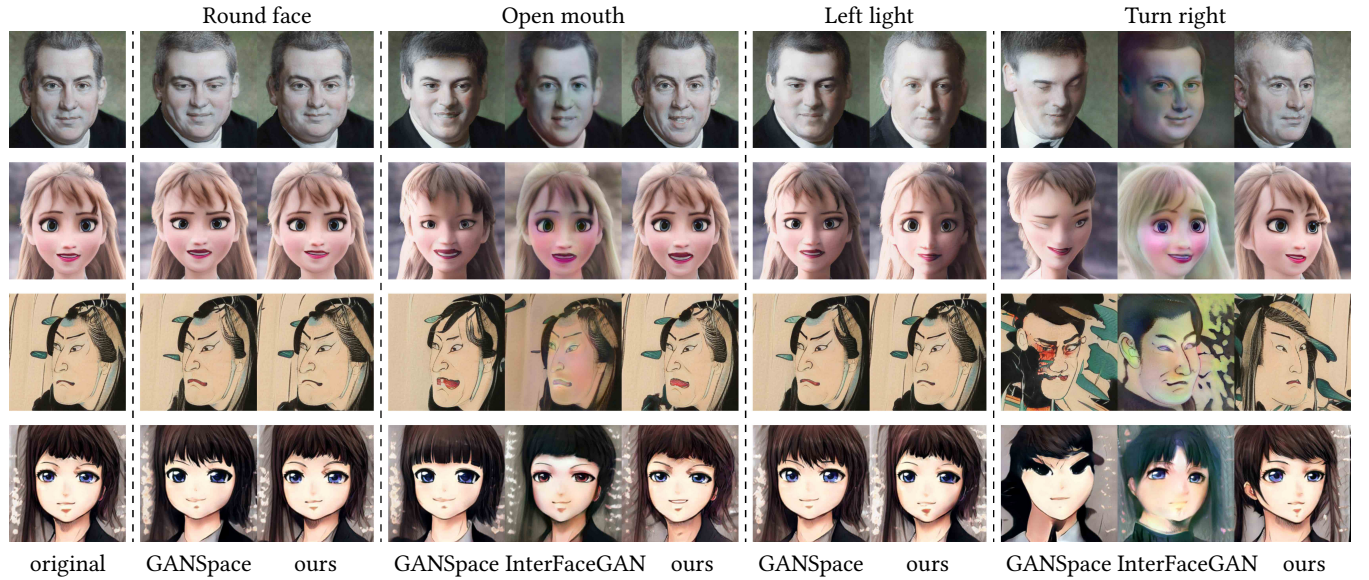 Round face Open mouth Left light Turn right
original GANSpace ours GANSpace InterFaceGAN ours GANSpace ours GANSpace InterFaceGAN ours